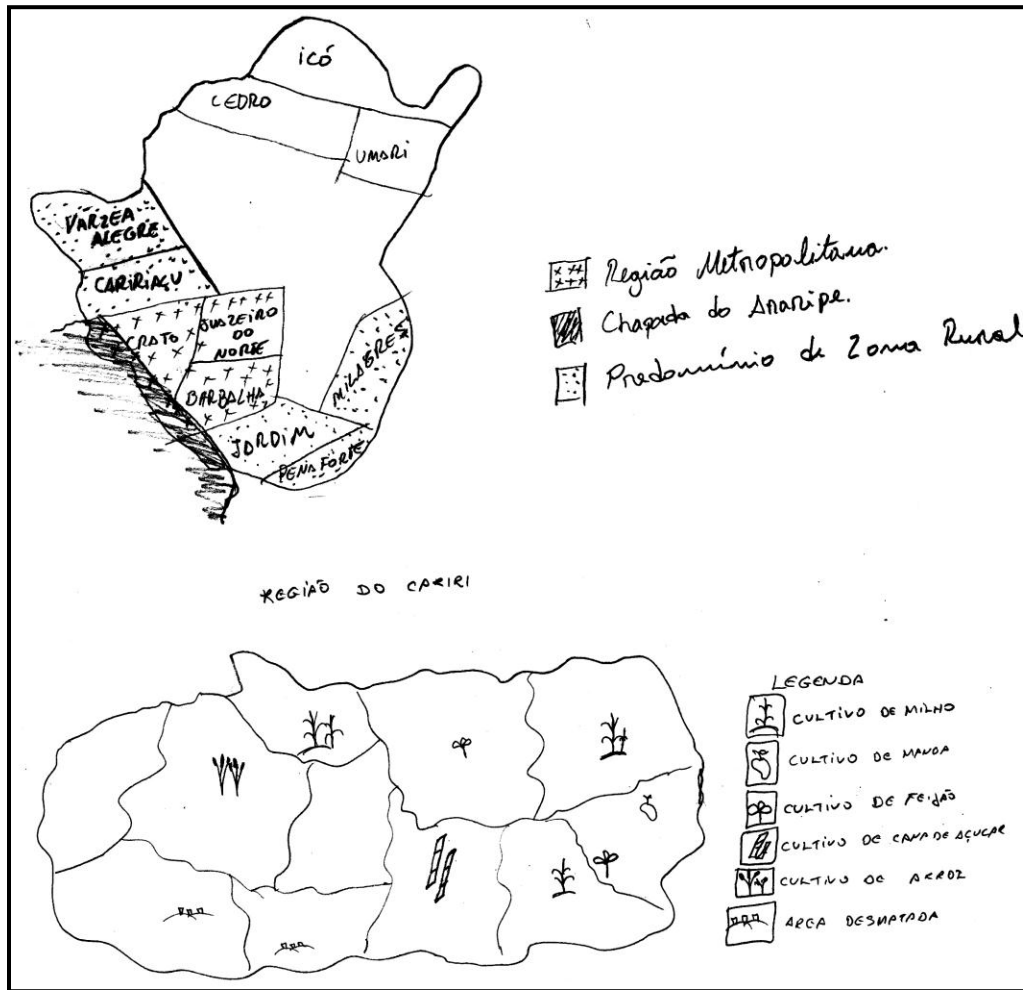 ICÓ
CEDRO
UMARI
VARZEA
ALEGRE
CARIRIAÇU
CRATO
JUAZEIRO
DO
NORTE
BARBALHA
MILAGRES
JORDIM
PENAFORTE
Região Metropolitana.
Chapada do Araripe.
Predomínio de Zona Rural
REGIÃO DO CARIRI
LEGENDA
CULTIVO DE MILHO
CULTIVO DE MANGA
CULTIVO DE FEIJÃO
CULTIVO DE CANA DE AÇUCAR
CULTIVO DE ARROZ
AREA DESMATADA